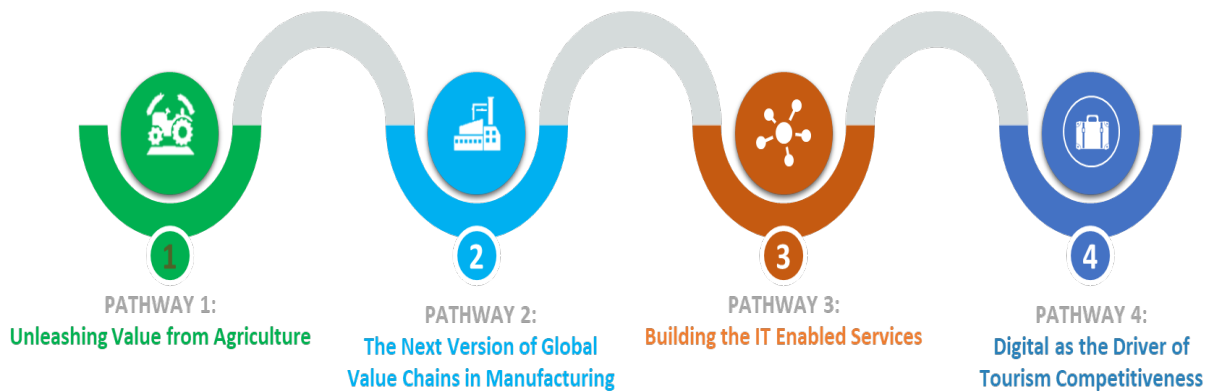 1
2
3
4
PATHWAY 1:
Unleashing Value from Agriculture
PATHWAY 2:
The Next Version of Global
Value Chains in Manufacturing
PATHWAY 3:
Building the IT Enabled Services
PATHWAY 4:
Digital as the Driver of
Tourism Competitiveness